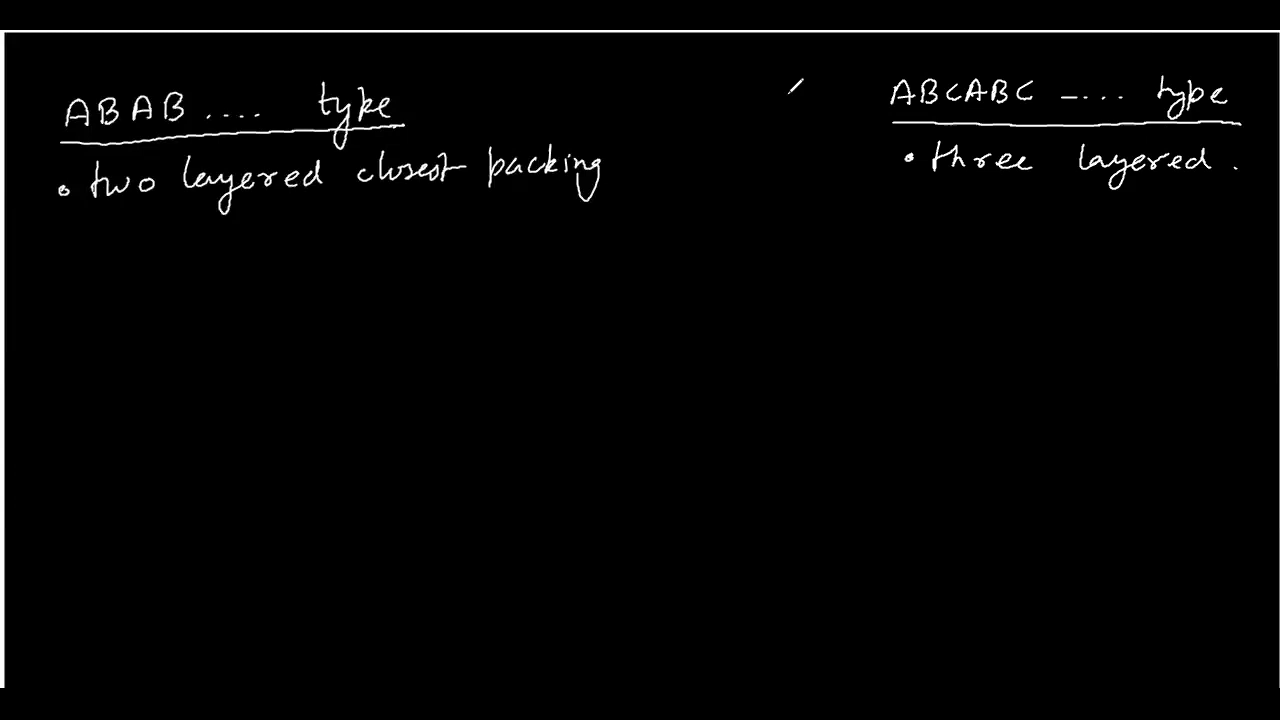 ABAB .... type
• two layered closest packing
ABCABC .... type
• three layered.